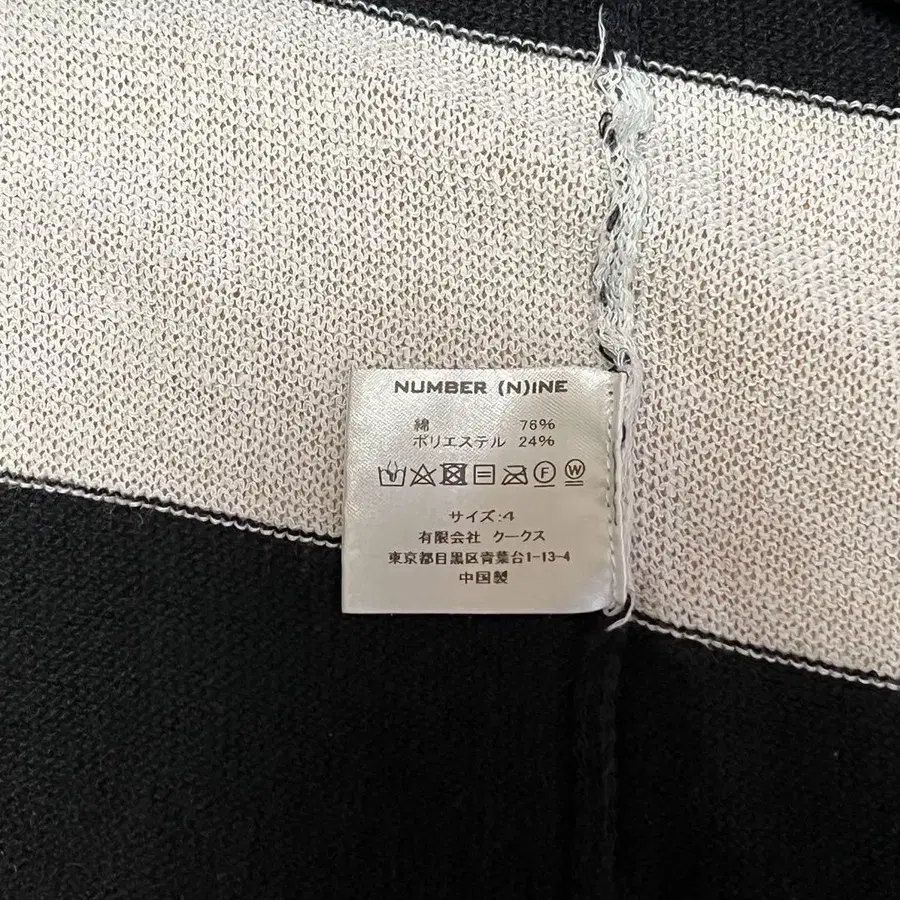 NUMBER (N)INE
綿 76%
ポリエステル 24%
F W
サイズ:4
有限会社 クークス
東京都目黒区青葉台1-13-4
中国製